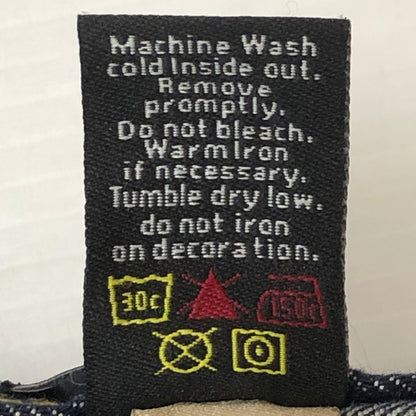 Machine Wash
cold Inside out.
Remove
promptly.
Do not bleach.
Warm Iron
if necessary.
Tumble dry low.
do not iron
on decoration.
30c 150c